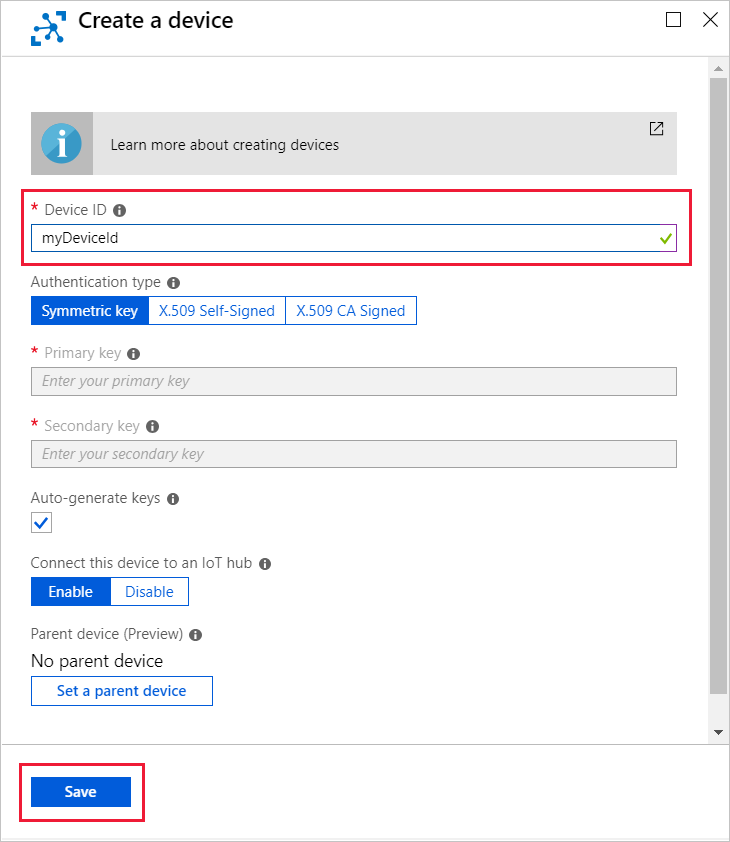 Create a device
Learn more about creating devices
* Device ID
myDeviceId
Authentication type
Symmetric key X.509 Self-Signed X.509 CA Signed
* Primary key
Enter your primary key
* Secondary key
Enter your secondary key
Auto-generate keys
Connect this device to an IoT hub
Enable Disable
Parent device (Preview)
No parent device
Set a parent device
Save